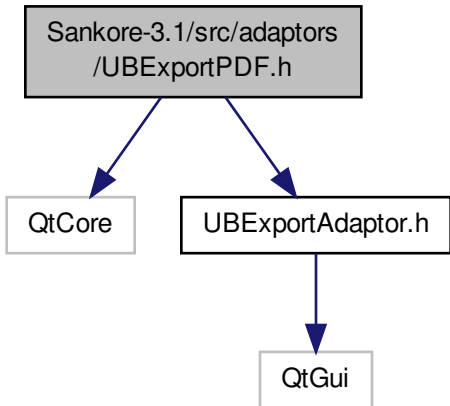 Sankore-3.1/src/adaptors
/UBExportPDF.h
QtCore
UBExportAdaptor.h
QtGui